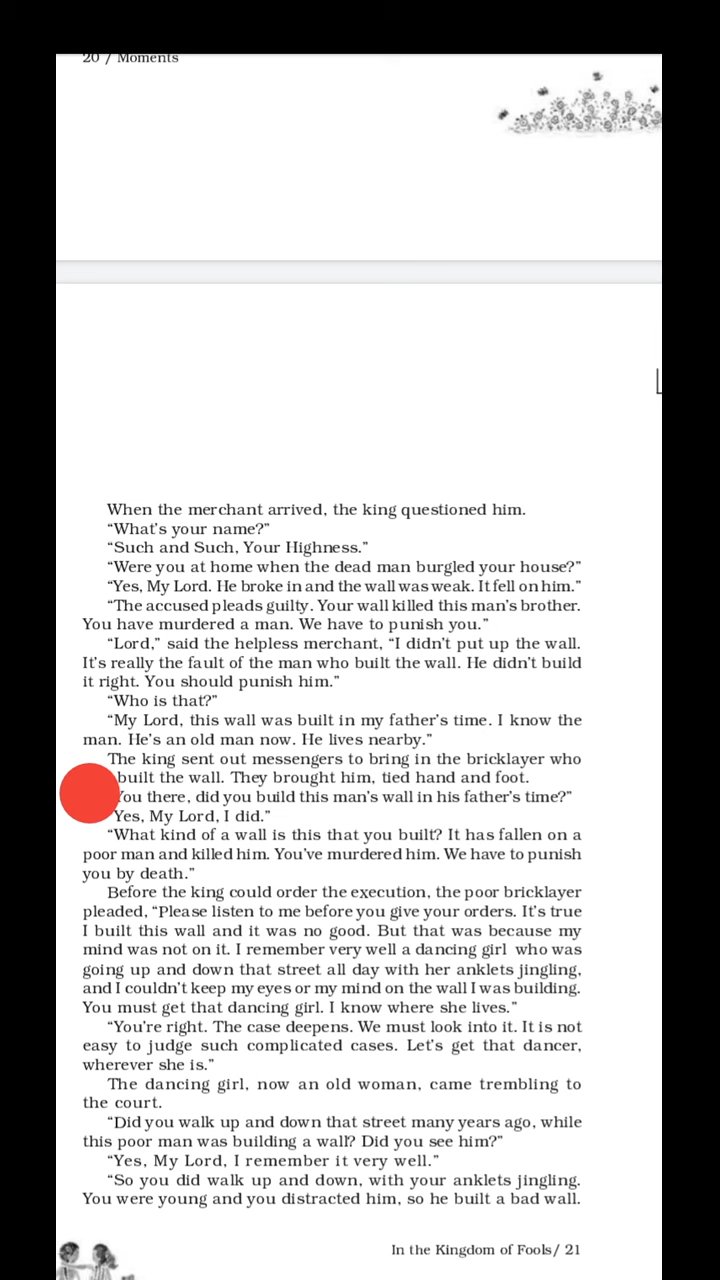 20 / Moments
When the merchant arrived, the king questioned him.
“What’s your name?”
“Such and Such, Your Highness.”
“Were you at home when the dead man burgled your house?”
“Yes, My Lord. He broke in and the wall was weak. It fell on him.”
“The accused pleads guilty. Your wall killed this man’s brother.
You have murdered a man. We have to punish you.”
“Lord,” said the helpless merchant, “I didn’t put up the wall.
It’s really the fault of the man who built the wall. He didn’t build
it right. You should punish him.”
“Who is that?”
“My Lord, this wall was built in my father’s time. I know the
man. He’s an old man now. He lives nearby.”
The king sent out messengers to bring in the bricklayer who
built the wall. They brought him, tied hand and foot.
You there, did you build this man’s wall in his father’s time?”
Yes, My Lord, I did.”
“What kind of a wall is this that you built? It has fallen on a
poor man and killed him. You’ve murdered him. We have to punish
you by death.”
Before the king could order the execution, the poor bricklayer
pleaded, “Please listen to me before you give your orders. It’s true
I built this wall and it was no good. But that was because my
mind was not on it. I remember very well a dancing girl who was
going up and down that street all day with her anklets jingling,
and I couldn’t keep my eyes or my mind on the wall I was building.
You must get that dancing girl. I know where she lives.”
“You’re right. The case deepens. We must look into it. It is not
easy to judge such complicated cases. Let’s get that dancer,
wherever she is.”
The dancing girl, now an old woman, came trembling to
the court.
“Did you walk up and down that street many years ago, while
this poor man was building a wall? Did you see him?”
“Yes, My Lord, I remember it very well.”
“So you did walk up and down, with your anklets jingling.
You were young and you distracted him, so he built a bad wall.
In the Kingdom of Fools/ 21